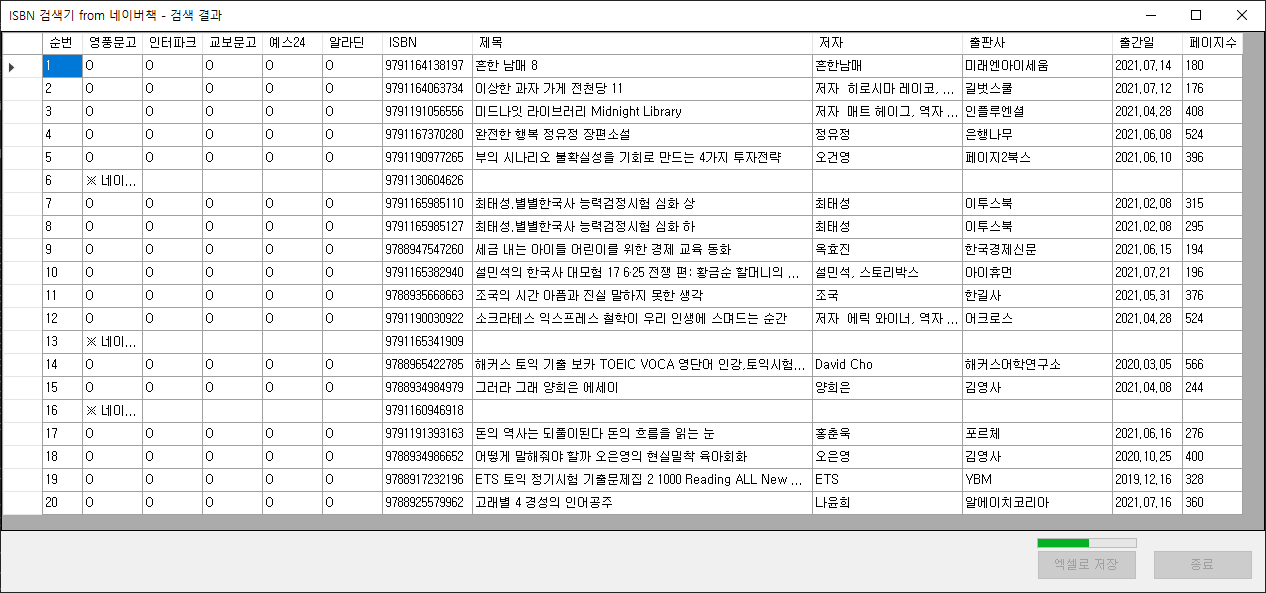 ISBN 검색기 from 네이버책 - 검색 결과
순번 영풍문고 인터파크 교보문고 예스24 알라딘 ISBN 제목 저자 출판사 출간일 페이지수
1 O O O O O 9791164138197 흔한 남매 8 흔한남매 미래엔아이세움 2021.07.14 180
2 O O O O O 9791164063734 이상한 과자 가게 전천당 11 저자 히로시마 레이코, ... 길벗스쿨 2021.07.12 176
3 O O O O O 9791191056556 미드나잇 라이브러리 Midnight Library 저자 매트 헤이그, 역자 ... 인플루엔셜 2021.04.28 408
4 O O O O O 9791167370280 완전한 행복 정유정 장편소설 정유정 은행나무 2021.06.08 524
5 O O O O O 9791190977265 부의 시나리오 불확실성을 기회로 만드는 4가지 투자전략 오건영 페이지2북스 2021.06.10 396
6 ※ 네이... 9791130604626
7 O O O O O 9791165985110 최태성,별별한국사 능력검정시험 심화 상 최태성 이투스북 2021.02.08 315
8 O O O O O 9791165985127 최태성,별별한국사 능력검정시험 심화 하 최태성 이투스북 2021.02.08 295
9 O O O O O 9788947547260 세금 내는 아이들 어린이를 위한 경제 교육 동화 옥효진 한국경제신문 2021.06.15 194
10 O O O O O 9791165382940 설민석의 한국사 대모험 17 6·25 전쟁 편: 황금순 할머니의 ... 설민석, 스토리박스 아이휴먼 2021.07.21 196
11 O O O O O 9788935668663 조국의 시간 아픔과 진실 말하지 못한 생각 조국 한길사 2021.05.31 376
12 O O O O O 9791190030922 소크라테스 익스프레스 철학이 우리 인생에 스며드는 순간 저자 에릭 와이너, 역자 ... 어크로스 2021.04.28 524
13 ※ 네이... 9791165341909
14 O O O O O 9788965422785 해커스 토익 기출 보카 TOEIC VOCA 영단어 인강,토익시험... David Cho 해커스어학연구소 2020.03.05 566
15 O O O O O 9788934984979 그러라 그래 양희은 에세이 양희은 김영사 2021.04.08 244
16 ※ 네이... 9791160946918
17 O O O O O 9791191393163 돈의 역사는 되풀이된다 돈의 흐름을 읽는 눈 홍춘욱 포르체 2021.06.16 276
18 O O O O O 9788934986652 어떻게 말해줘야 할까 오은영의 현실밀착 육아회화 오은영 김영사 2020.10.25 400
19 O O O O O 9788917232196 ETS 토익 정기시험 기출문제집 2 1000 Reading ALL New ... ETS YBM 2019.12.16 328
20 O O O O O 9788925579962 고래별 4 경성의 인어공주 나윤희 알에이치코리아 2021.07.16 360
엑셀로 저장 종료